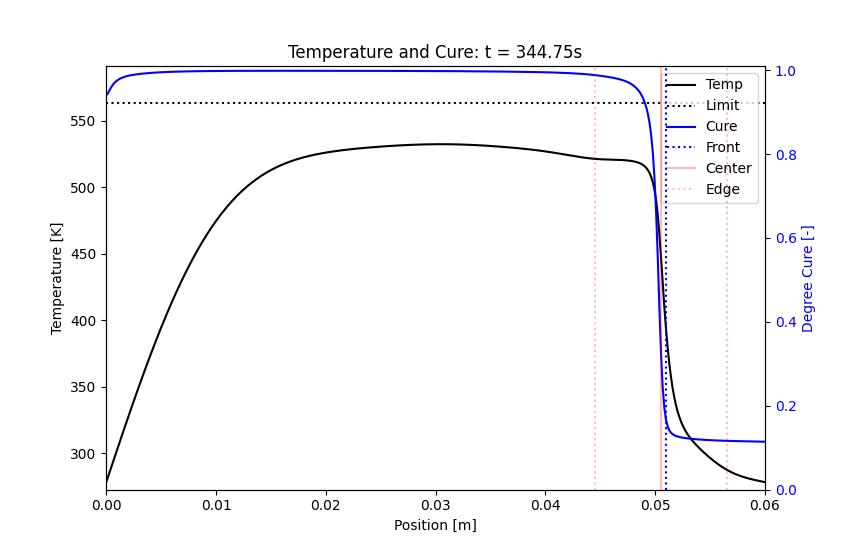 Temperature and Cure: t = 344.75s
Temperature [K]
550
500
450
400
350
300
Temp
Limit
Cure
Front
Center
Edge
1.0
0.8
0.6
0.4
0.2
0.0
Degree Cure [-]
0.00
0.01
0.02
0.03
0.04
0.05
0.06
Position [m]